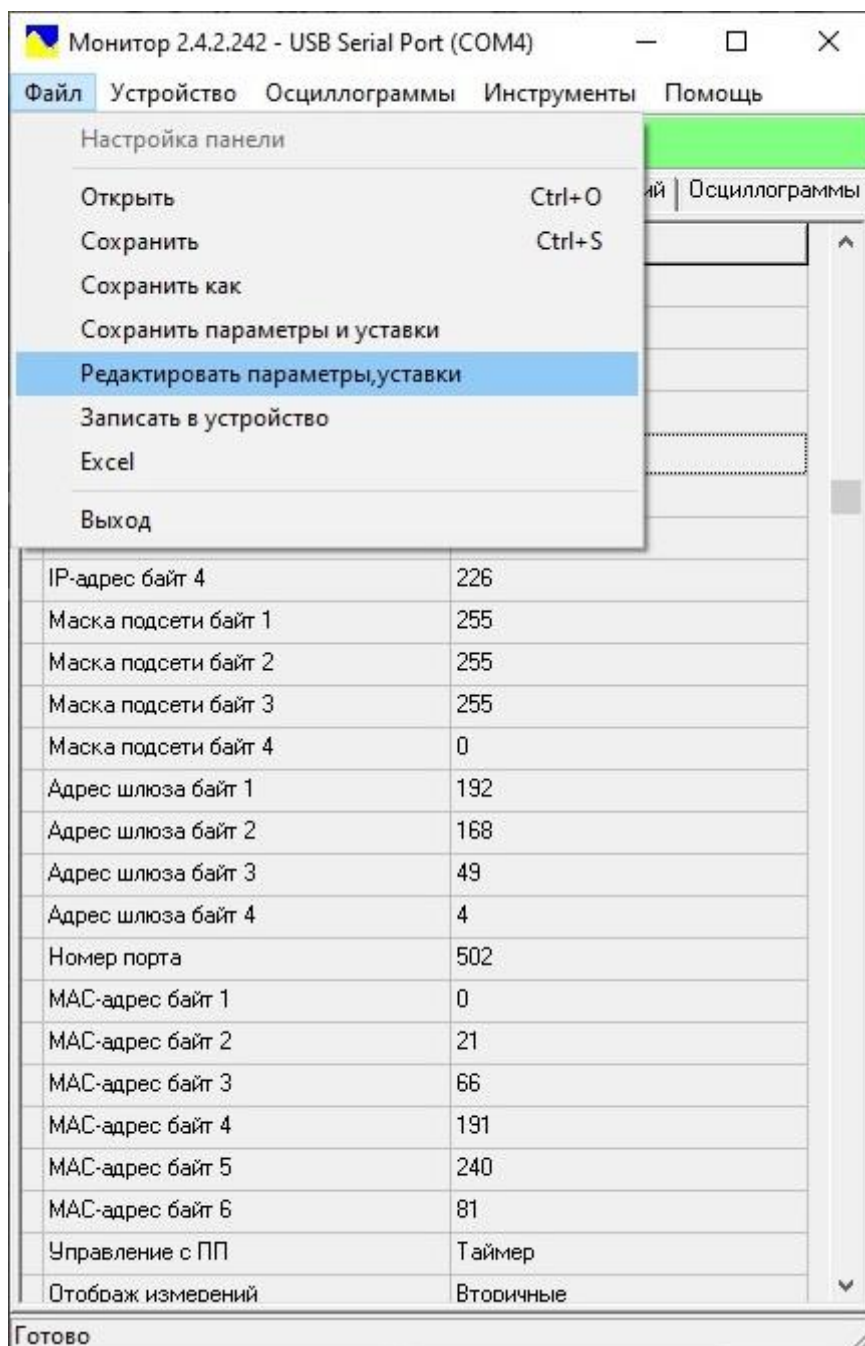 Монитор 2.4.2.242 - USB Serial Port (COM4)
Файл Устройство Осциллограммы Инструменты Помощь
Настройка панели
Открыть Ctrl+O
Сохранить Ctrl+S
Сохранить как
Сохранить параметры и уставки
Редактировать параметры,уставки
Записать в устройство
Excel
Выход
ий Осциллограммы
IP-адрес байт 4 226
Маска подсети байт 1 255
Маска подсети байт 2 255
Маска подсети байт 3 255
Маска подсети байт 4 0
Адрес шлюза байт 1 192
Адрес шлюза байт 2 168
Адрес шлюза байт 3 49
Адрес шлюза байт 4 4
Номер порта 502
MAC-адрес байт 1 0
MAC-адрес байт 2 21
MAC-адрес байт 3 66
MAC-адрес байт 4 191
MAC-адрес байт 5 240
MAC-адрес байт 6 81
Управление с ПП Таймер
Отображ измерений Вторичные
Готово